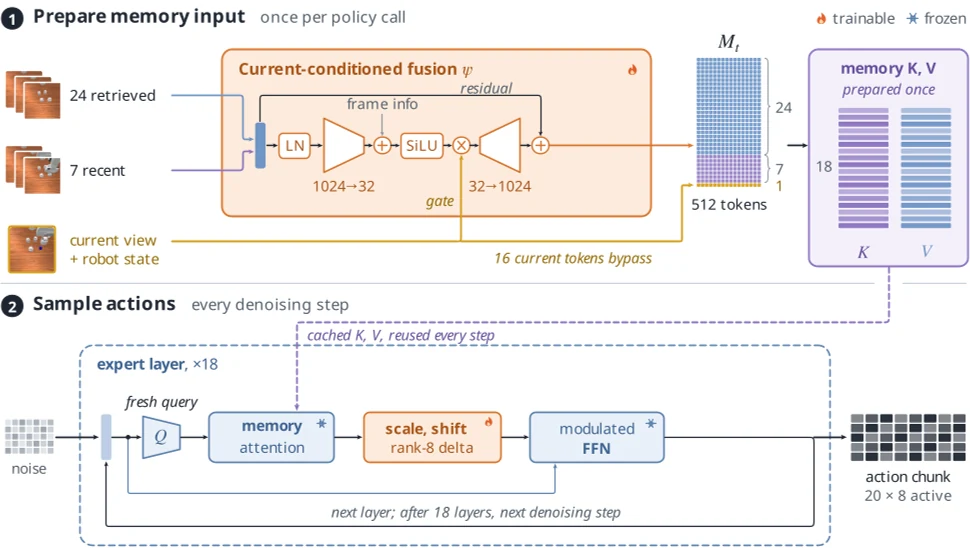 1 Prepare memory input once per policy call
trainable frozen
Current-conditioned fusion ψ
residual
frame info
24 retrieved
LN
+
SiLU
×
+
7 recent
1024→32
32→1024
gate
current view
+ robot state
16 current tokens bypass
M_t
24
7
1
512 tokens
memory K, V
prepared once
18
K V
2 Sample actions every denoising step
cached K, V, reused every step
expert layer, ×18
fresh query
noise
Q
memory
attention
scale, shift
rank-8 delta
modulated
FFN
next layer; after 18 layers, next denoising step
action chunk
20 × 8 active